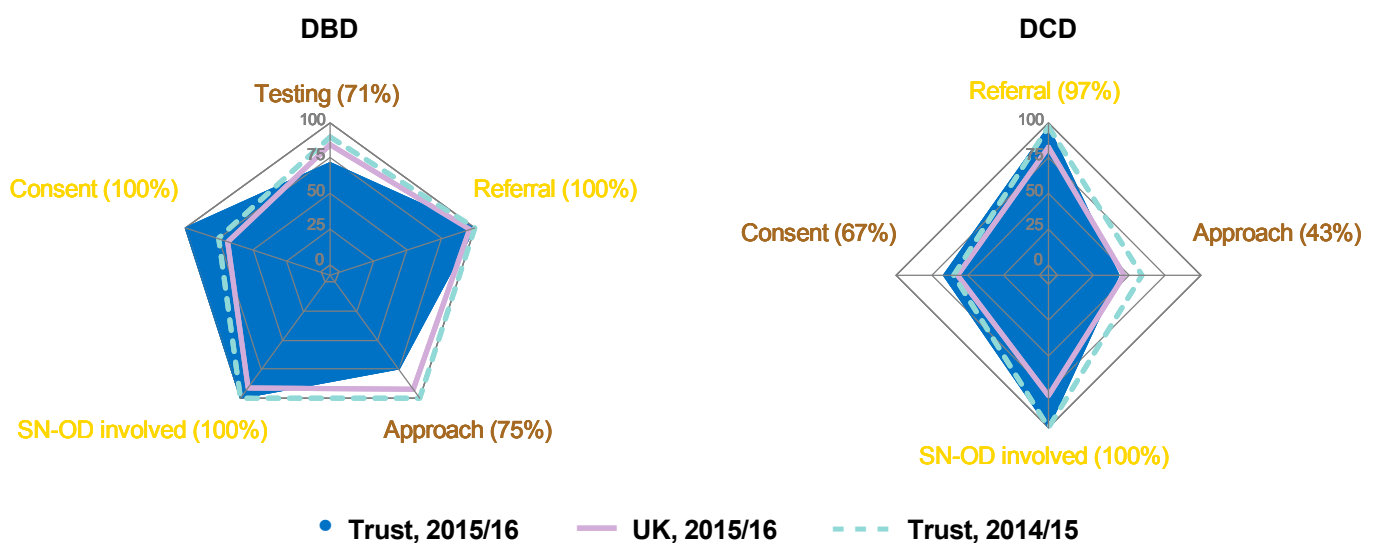 DBD
Testing (71%)
100
75
50
25
0
Consent (100%)
Referral (100%)
SN-OD involved (100%)
Approach (75%)
DCD
Referral (97%)
100
75
50
25
0
Consent (67%)
Approach (43%)
SN-OD involved (100%)
Trust, 2015/16
UK, 2015/16
Trust, 2014/15